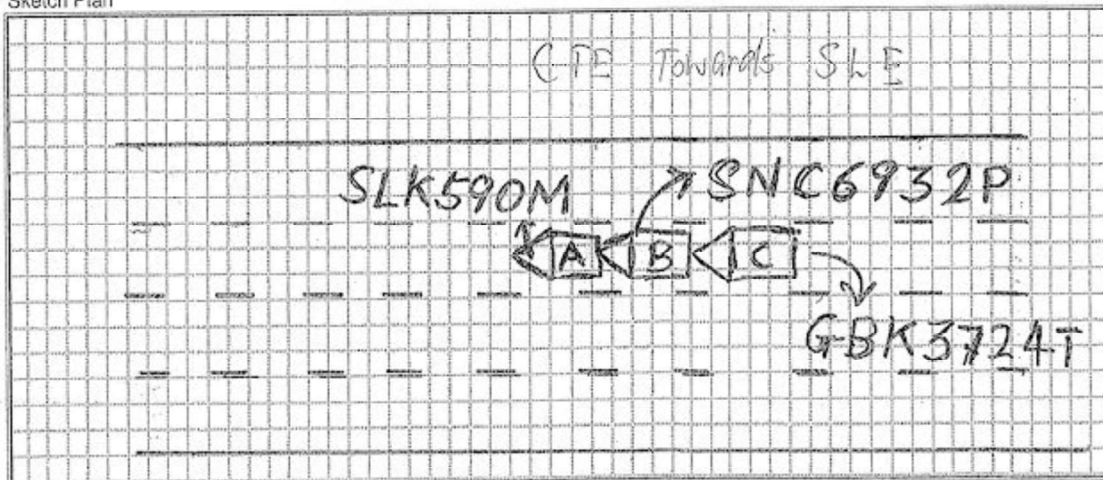 Sketch Plan
CTE Towards SLE
SLK590M SNC6932P
A B C
GBK3724T